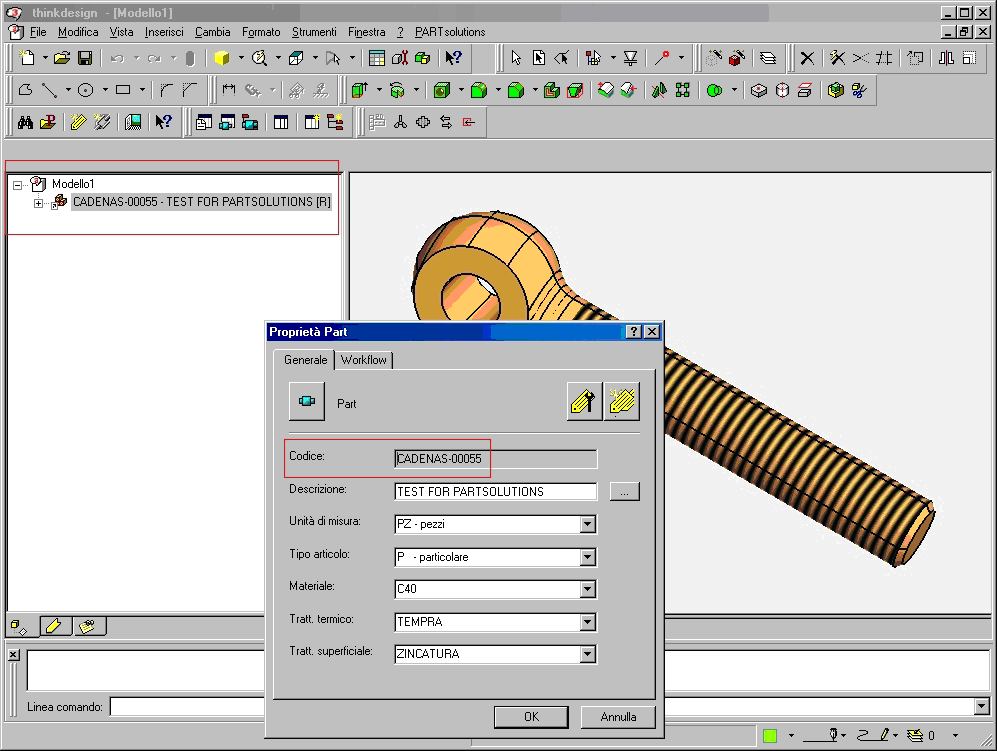 thinkdesign - [Modello1]
File Modifica Vista Inserisci Cambia Formato Strumenti Finestra ? PARTsolutions
Modello1
CADENAS-00055 - TEST FOR PARTSOLUTIONS [R]
Proprietà Part
Generale Workflow
Part
Codice: CADENAS-00055
Descrizione: TEST FOR PARTSOLUTIONS ...
Unità di misura: PZ - pezzi
Tipo articolo: P - particolare
Materiale: C40
Tratt. termico: TEMPRA
Tratt. superficiale: ZINCATURA
Linea comando:
OK Annulla
0